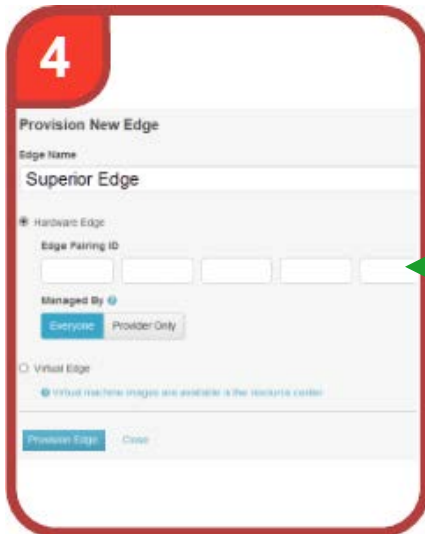 4
Provision New Edge
Edge Name
Superior Edge
Hardware Edge
Edge Pairing ID
Managed By
Everyone Provider Only
Virtual Edge
Virtual machine images are available in the resource center
Provision Edge Close